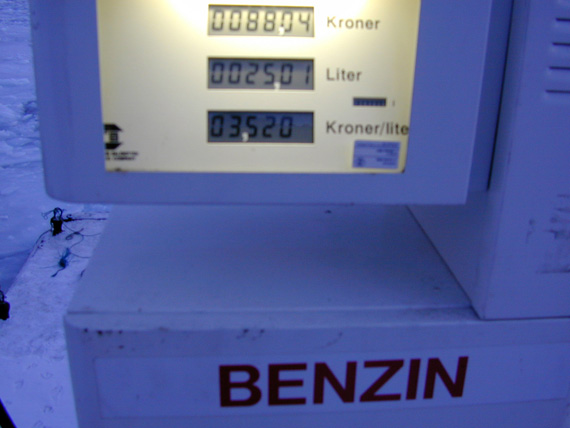 008804 Kroner
002501 Liter
03520 Kroner/lite
BENZIN